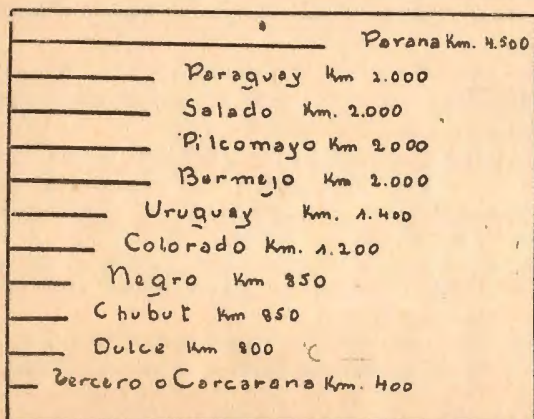 Parana Km. 4.500
Paraguay Km 2.000
Salado Km. 2.000
Pilcomayo Km 2000
Bermejo Km 2.000
Uruguay Km. 1.400
Colorado Km. 1.200
Negro Km 850
Chubut Km 850
Dulce Km 800
Tercero o Carcarana Km. 400